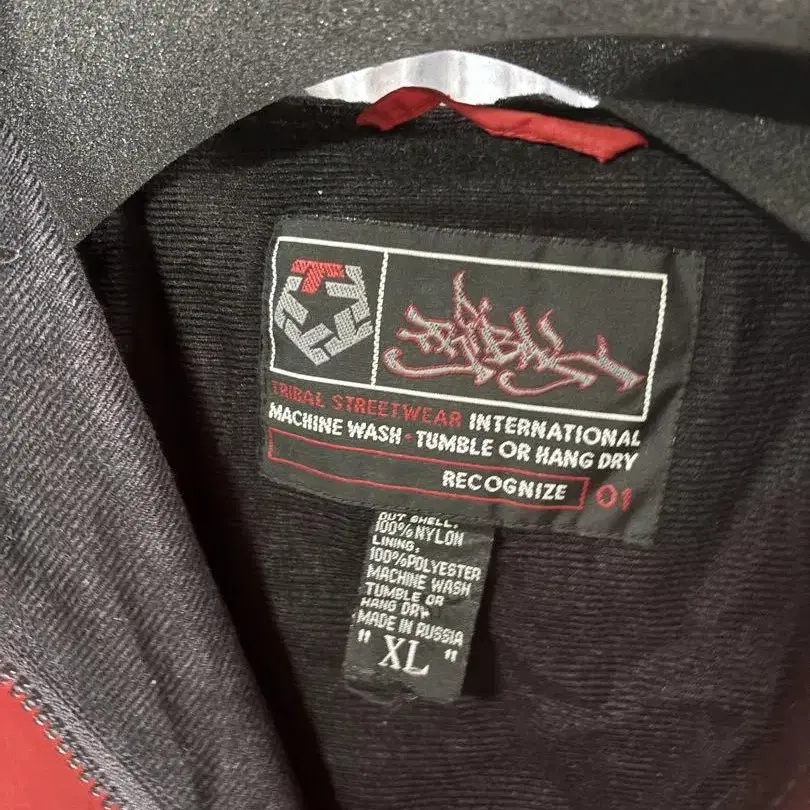 TRIBAL
TRIBAL STREETWEAR INTERNATIONAL
MACHINE WASH • TUMBLE OR HANG DRY
RECOGNIZE 01
OUT SHELL.
100% NYLON
LINING.
100%POLYESTER
MACHINE WASH
TUMBLE OR
HANG DRY
MADE IN RUSSIA
" XL "